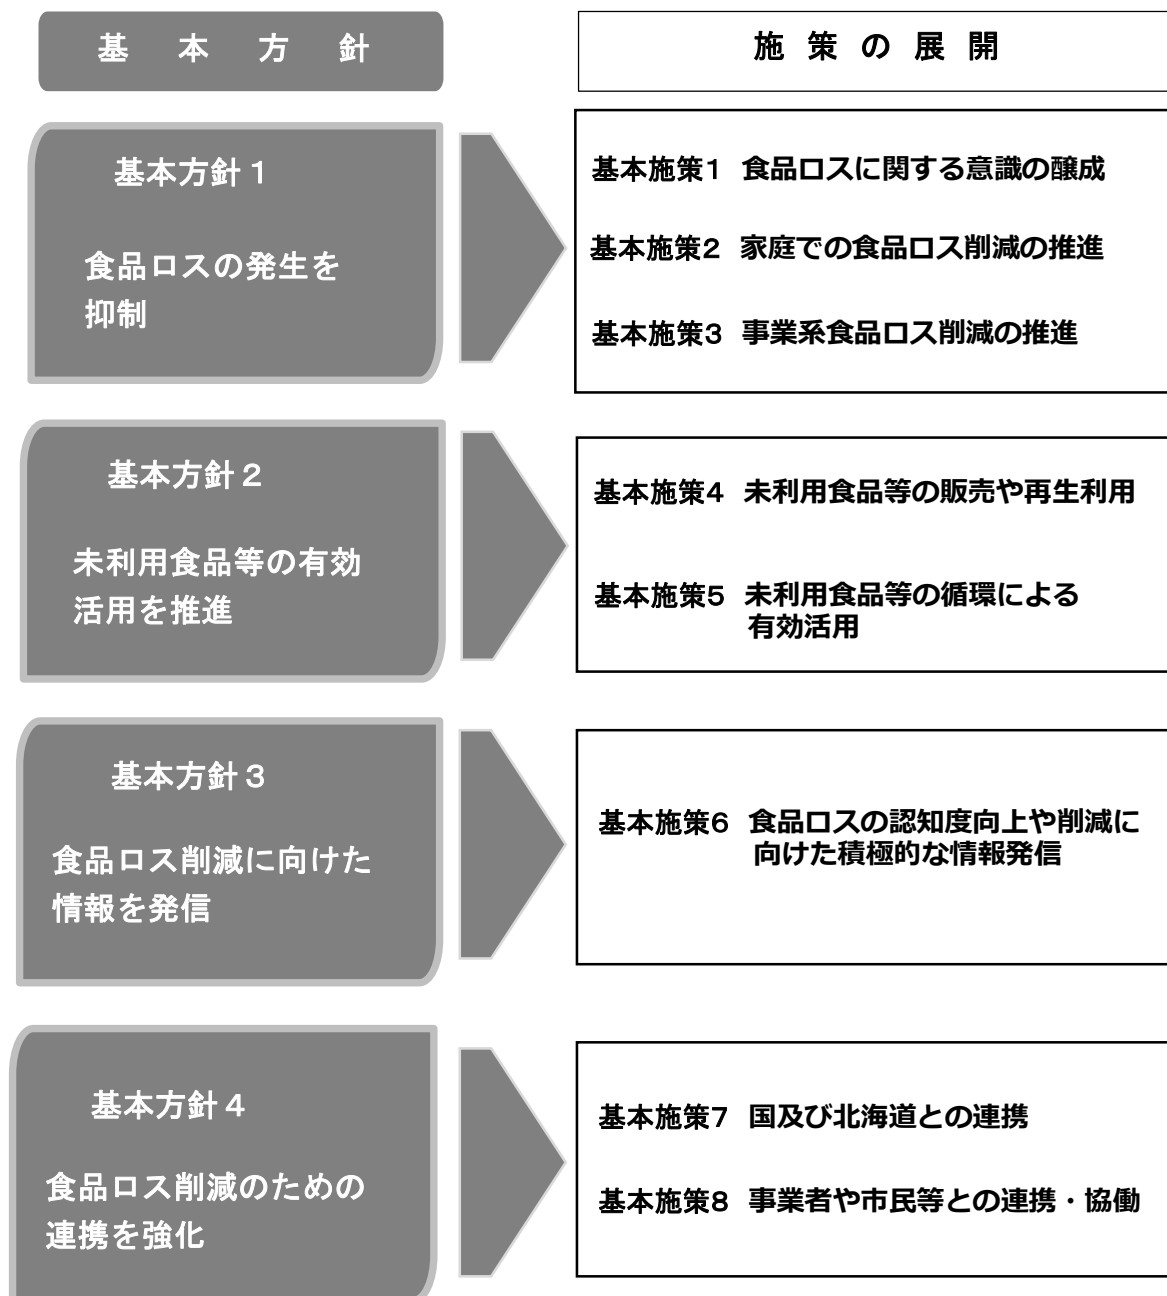 基本方針
施策の展開
基本方針１
食品ロスの発生を
抑制
基本施策1 食品ロスに関する意識の醸成
基本施策2 家庭での食品ロス削減の推進
基本施策3 事業系食品ロス削減の推進
基本方針２
未利用食品等の有効
活用を推進
基本施策4 未利用食品等の販売や再生利用
基本施策5 未利用食品等の循環による
有効活用
基本方針３
食品ロス削減に向けた
情報を発信
基本施策6 食品ロスの認知度向上や削減に
向けた積極的な情報発信
基本方針４
食品ロス削減のための
連携を強化
基本施策7 国及び北海道との連携
基本施策8 事業者や市民等との連携・協働